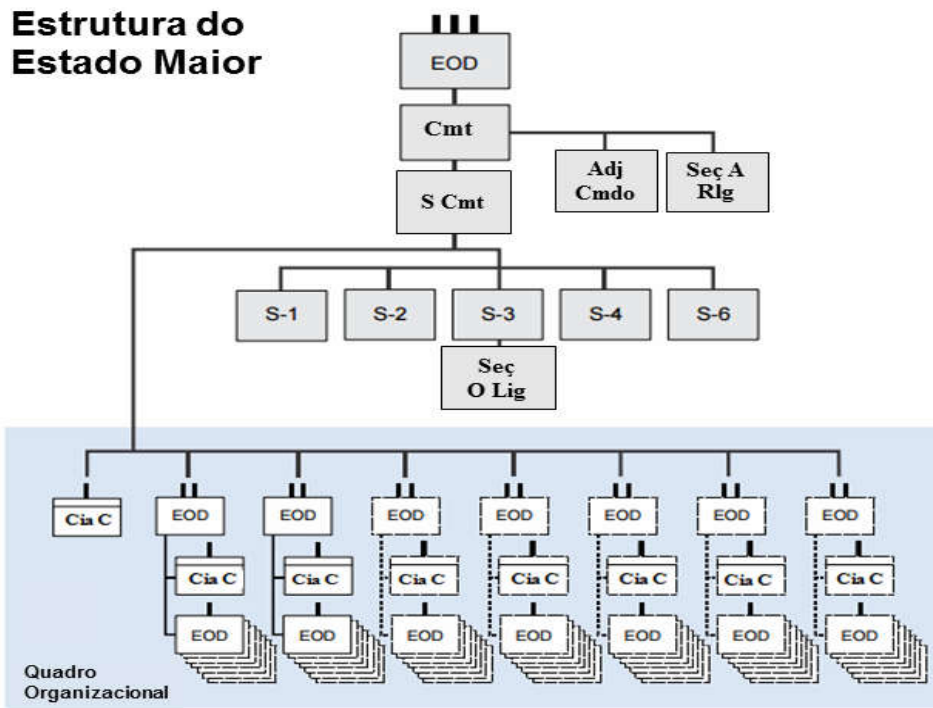 Estrutura do
Estado Maior
EOD
Cmt
Adj
Cmdo
Seç A
Rlg
S Cmt
S-1
S-2
S-3
S-4
S-6
Seç
O Lig
Cia C
EOD
EOD
EOD
EOD
EOD
EOD
EOD
Cia C
Cia C
Cia C
Cia C
Cia C
Cia C
Cia C
EOD
EOD
EOD
EOD
EOD
EOD
EOD
Quadro
Organizacional